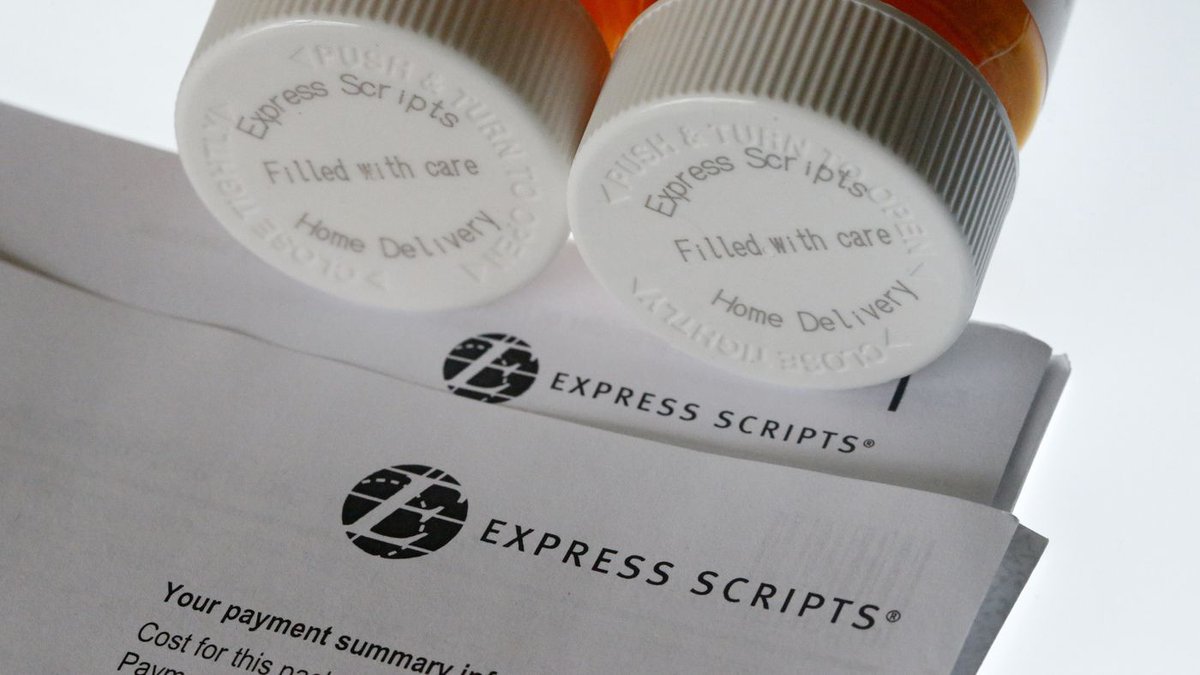 PUSH & TURN TO OPEN
CLOSE TIGHTLY
Express Scripts
Filled with care
Home Delivery
PUSH & TURN TO OPEN
CLOSE TIGHTLY
Express Scripts
Filled with care
Home Delivery
EXPRESS SCRIPTS®
EXPRESS SCRIPTS®
Your payment summary
Cost for this